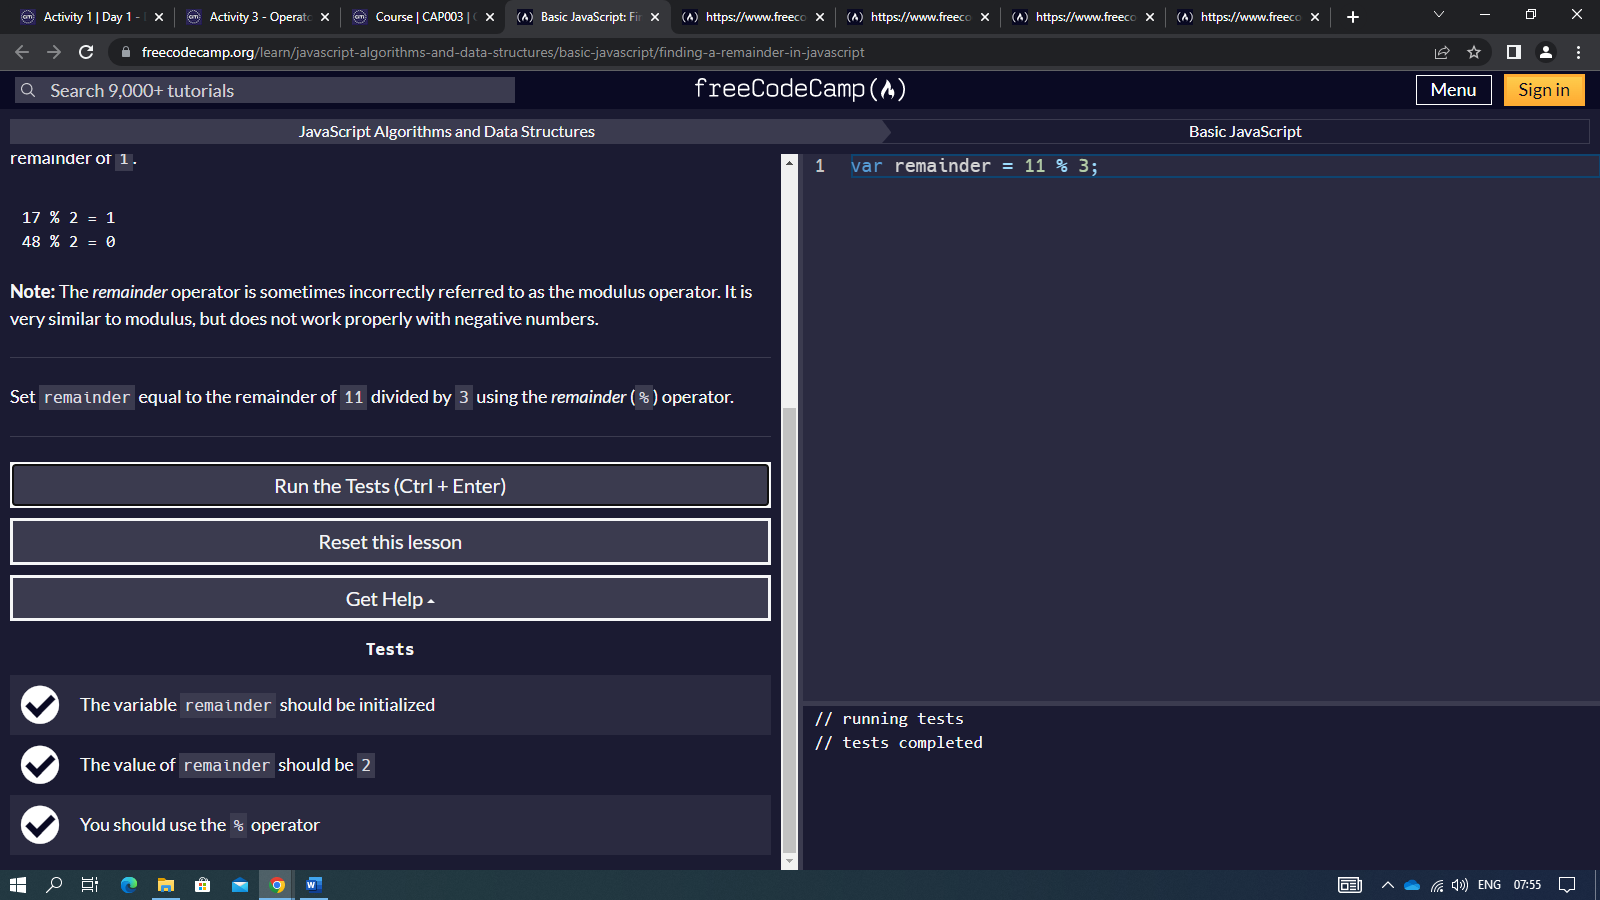 Activity 1 | Day 1 -
Activity 3 - Operato
Course | CAP003 |
Basic JavaScript: Fin
https://www.freeco
https://www.freeco
https://www.freeco
https://www.freeco
freecodecamp.org/learn/javascript-algorithms-and-data-structures/basic-javascript/finding-a-remainder-in-javascript
Search 9,000+ tutorials
freeCodeCamp
Menu
Sign in
JavaScript Algorithms and Data Structures
Basic JavaScript
remainder of 1.
17 % 2 = 1
48 % 2 = 0
Note: The remainder operator is sometimes incorrectly referred to as the modulus operator. It is
very similar to modulus, but does not work properly with negative numbers.
Set remainder equal to the remainder of 11 divided by 3 using the remainder (%) operator.
Run the Tests (Ctrl + Enter)
Reset this lesson
Get Help
Tests
The variable remainder should be initialized
The value of remainder should be 2
You should use the % operator
1 var remainder = 11 % 3;
// running tests
// tests completed
ENG
07:55